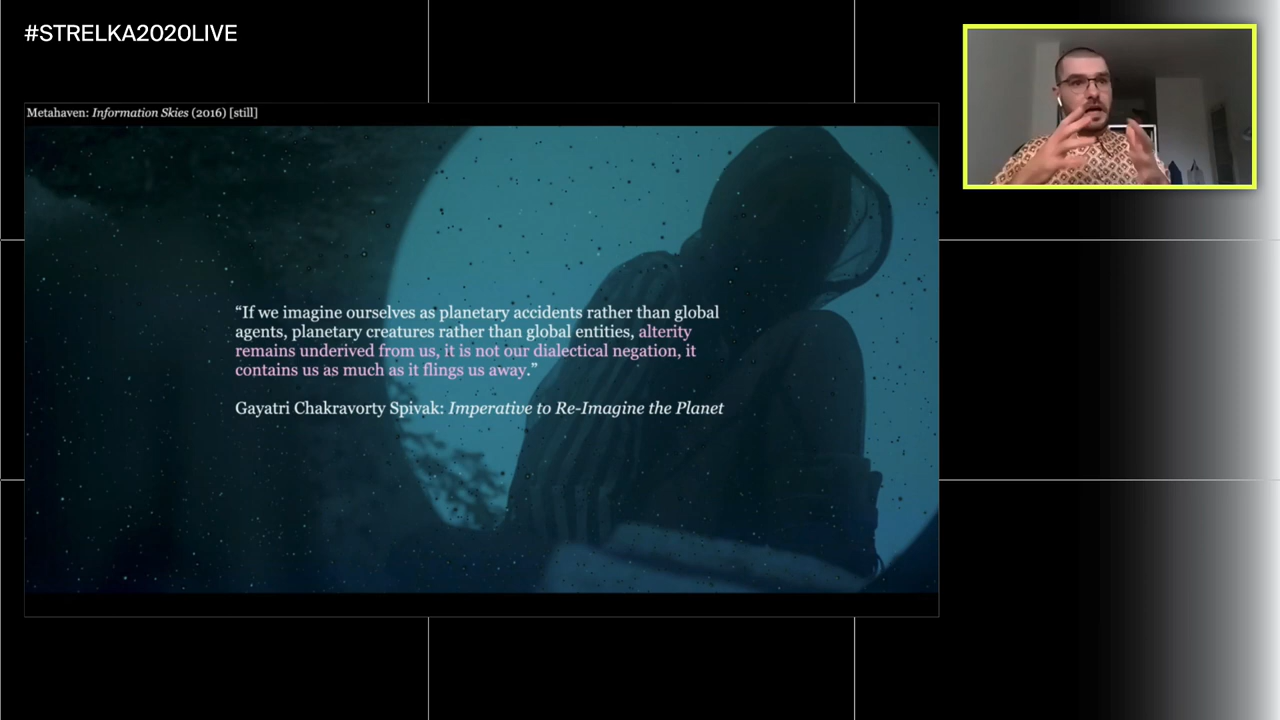 #STRELKA2020LIVE
Metahaven: Information Skies (2016) [still]
“If we imagine ourselves as planetary accidents rather than global
agents, planetary creatures rather than global entities, alterity
remains underived from us, it is not our dialectical negation, it
contains us as much as it flings us away.”
Gayatri Chakravorty Spivak: Imperative to Re-Imagine the Planet